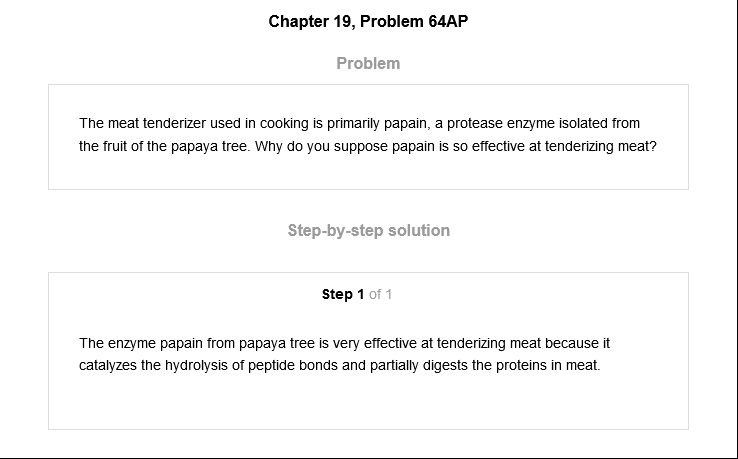 Chapter 19, Problem 64AP
Problem
The meat tenderizer used in cooking is primarily papain, a protease enzyme isolated from
the fruit of the papaya tree. Why do you suppose papain is so effective at tenderizing meat?
Step-by-step solution
Step 1 of 1
The enzyme papain from papaya tree is very effective at tenderizing meat because it
catalyzes the hydrolysis of peptide bonds and partially digests the proteins in meat.